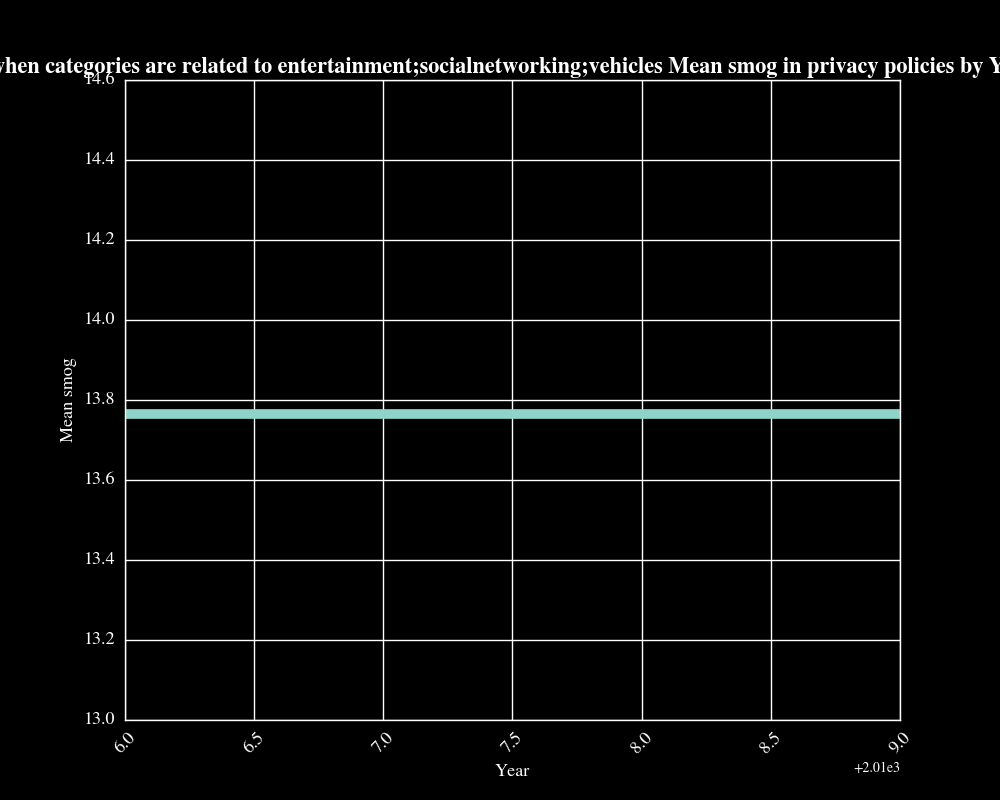 when categories are related to entertainment;socialnetworking;vehicles Mean smog in privacy policies by
14.6
14.4
14.2
14.0
13.8
13.6
13.4
13.2
13.0
Mean smog
6.0 6.5 7.0 7.5 8.0 8.5 9.0
Year
+2.01e3